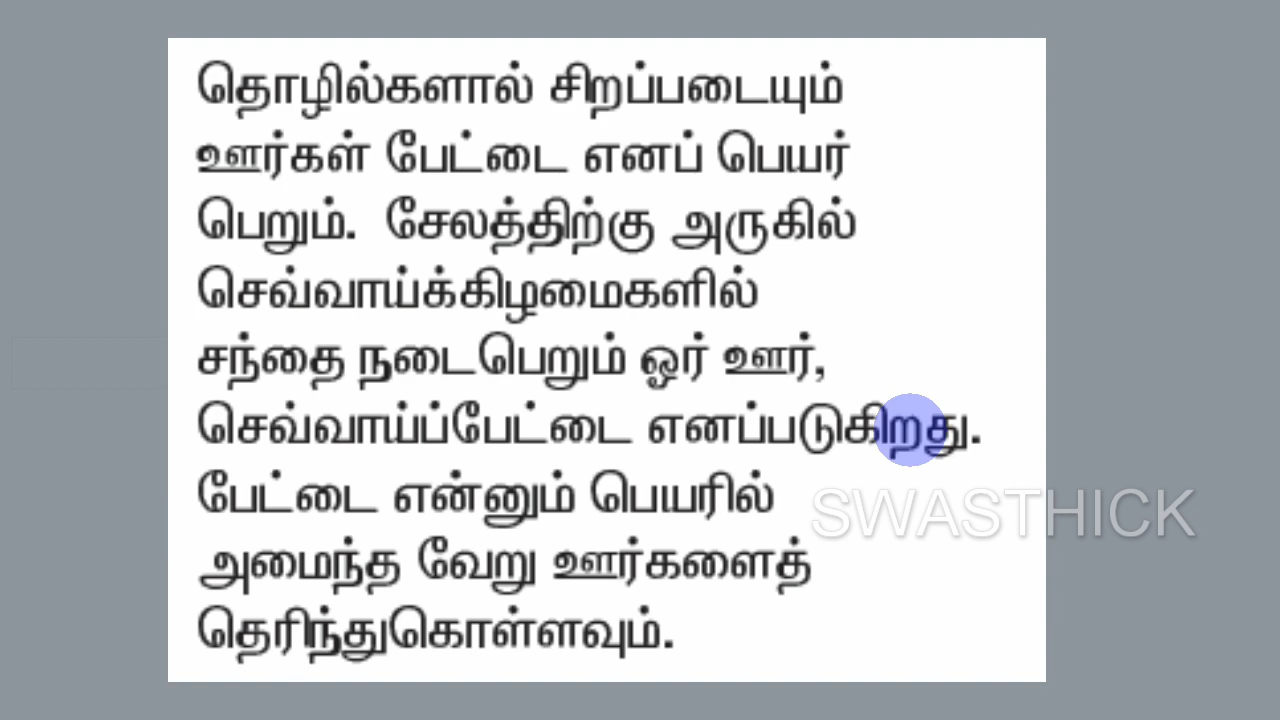 தொழில்களால் சிறப்படையும்
ஊர்கள் பேட்டை எனப் பெயர்
பெறும். சேலத்திற்கு அருகில்
செவ்வாய்க்கிழமைகளில்
சந்தை நடைபெறும் ஓர் ஊர்,
செவ்வாய்ப்பேட்டை எனப்படுகிறது.
பேட்டை என்னும் பெயரில்
SWASTHICK
அமைந்த வேறு ஊர்களைத்
தெரிந்துகொள்ளவும்.